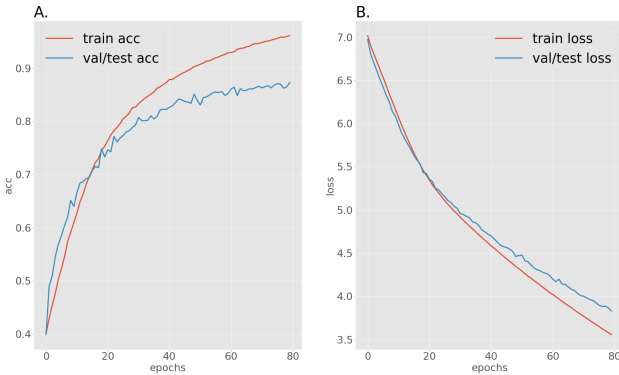 A.
train acc
val/test acc
0.9
0.8
0.7
0.6
0.5
0.4
acc
0
20
40
60
80
epochs
B.
train loss
val/test loss
7.0
6.5
6.0
5.5
5.0
4.5
4.0
3.5
loss
0
20
40
60
80
epochs